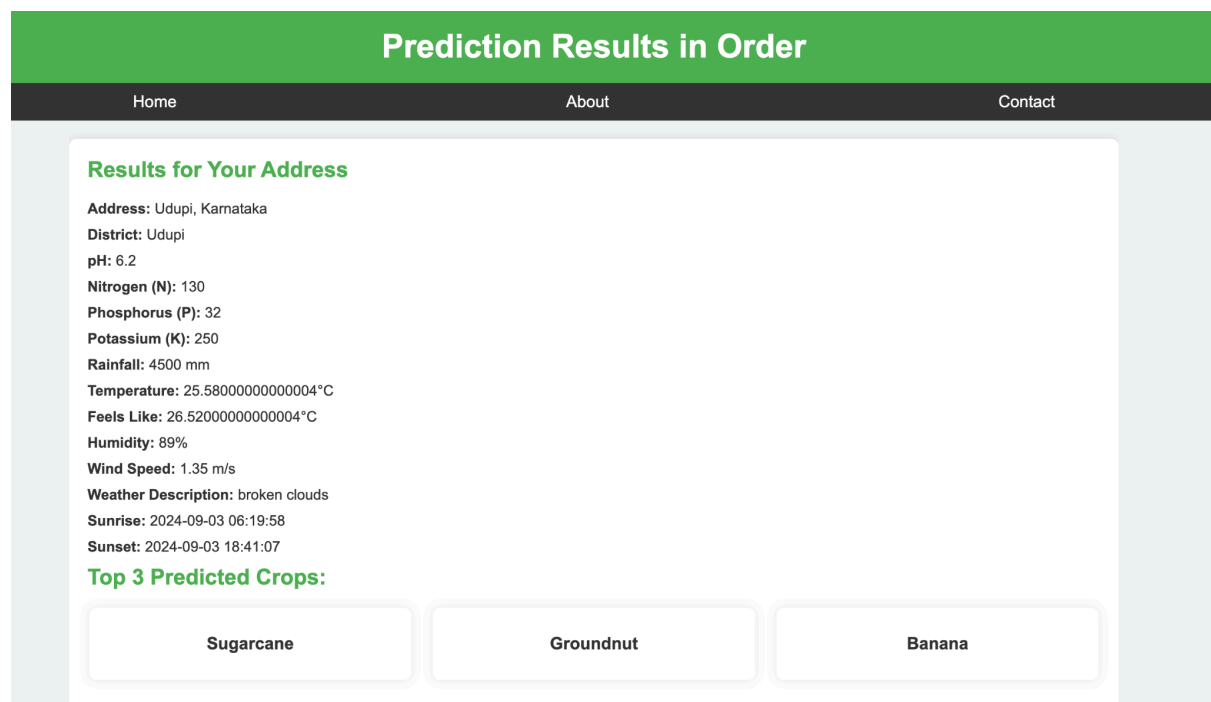 Prediction Results in Order
Home About Contact
Results for Your Address
Address: Udupi, Karnataka
District: Udupi
pH: 6.2
Nitrogen (N): 130
Phosphorus (P): 32
Potassium (K): 250
Rainfall: 4500 mm
Temperature: 25.58000000000004°C
Feels Like: 26.52000000000004°C
Humidity: 89%
Wind Speed: 1.35 m/s
Weather Description: broken clouds
Sunrise: 2024-09-03 06:19:58
Sunset: 2024-09-03 18:41:07
Top 3 Predicted Crops:
Sugarcane Groundnut Banana